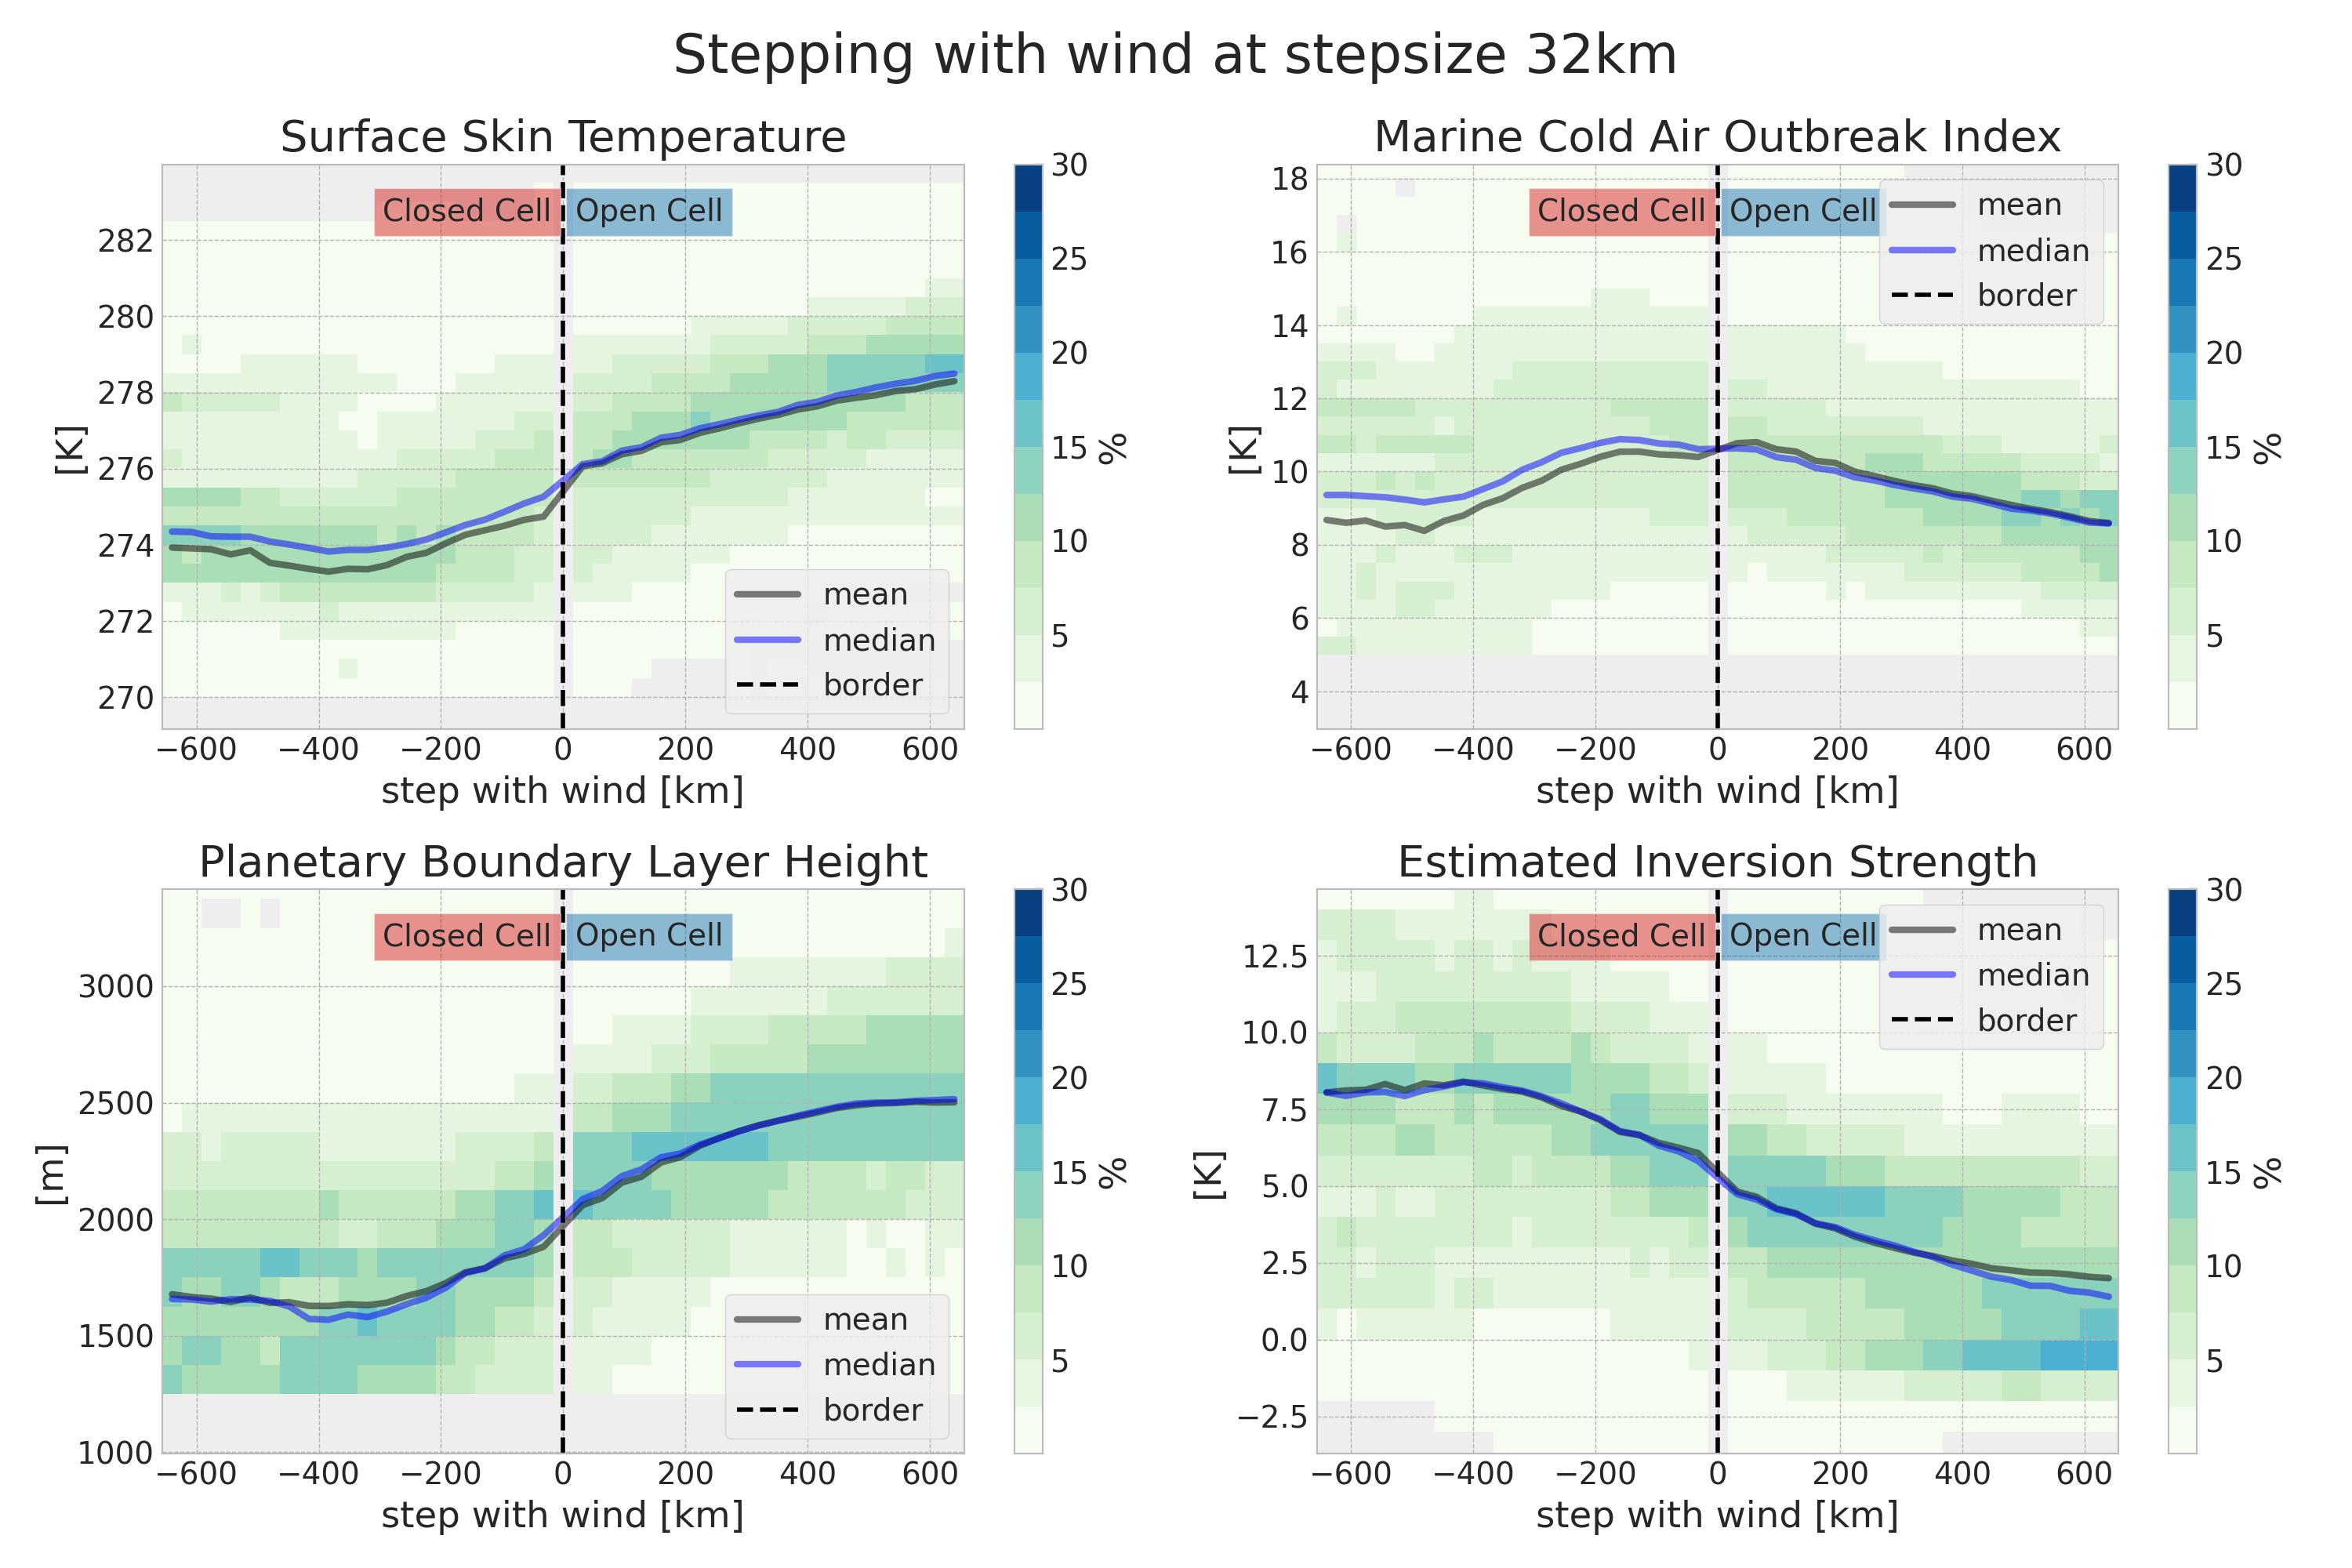 Stepping with wind at stepsize 32km
Surface Skin Temperature
Closed Cell Open Cell
282
280
278
276
274
272
270
[K]
mean
median
border
−600 −400 −200 0 200 400 600
step with wind [km]
30
25
20
15
10
5
%
Marine Cold Air Outbreak Index
Closed Cell Open Cell
18
16
14
12
10
8
6
4
[K]
mean
median
border
−600 −400 −200 0 200 400 600
step with wind [km]
30
25
20
15
10
5
%
Planetary Boundary Layer Height
Closed Cell Open Cell
3000
2500
2000
1500
1000
[m]
mean
median
border
−600 −400 −200 0 200 400 600
step with wind [km]
30
25
20
15
10
5
%
Estimated Inversion Strength
Closed Cell Open Cell
12.5
10.0
7.5
5.0
2.5
0.0
−2.5
[K]
mean
median
border
−600 −400 −200 0 200 400 600
step with wind [km]
30
25
20
15
10
5
%